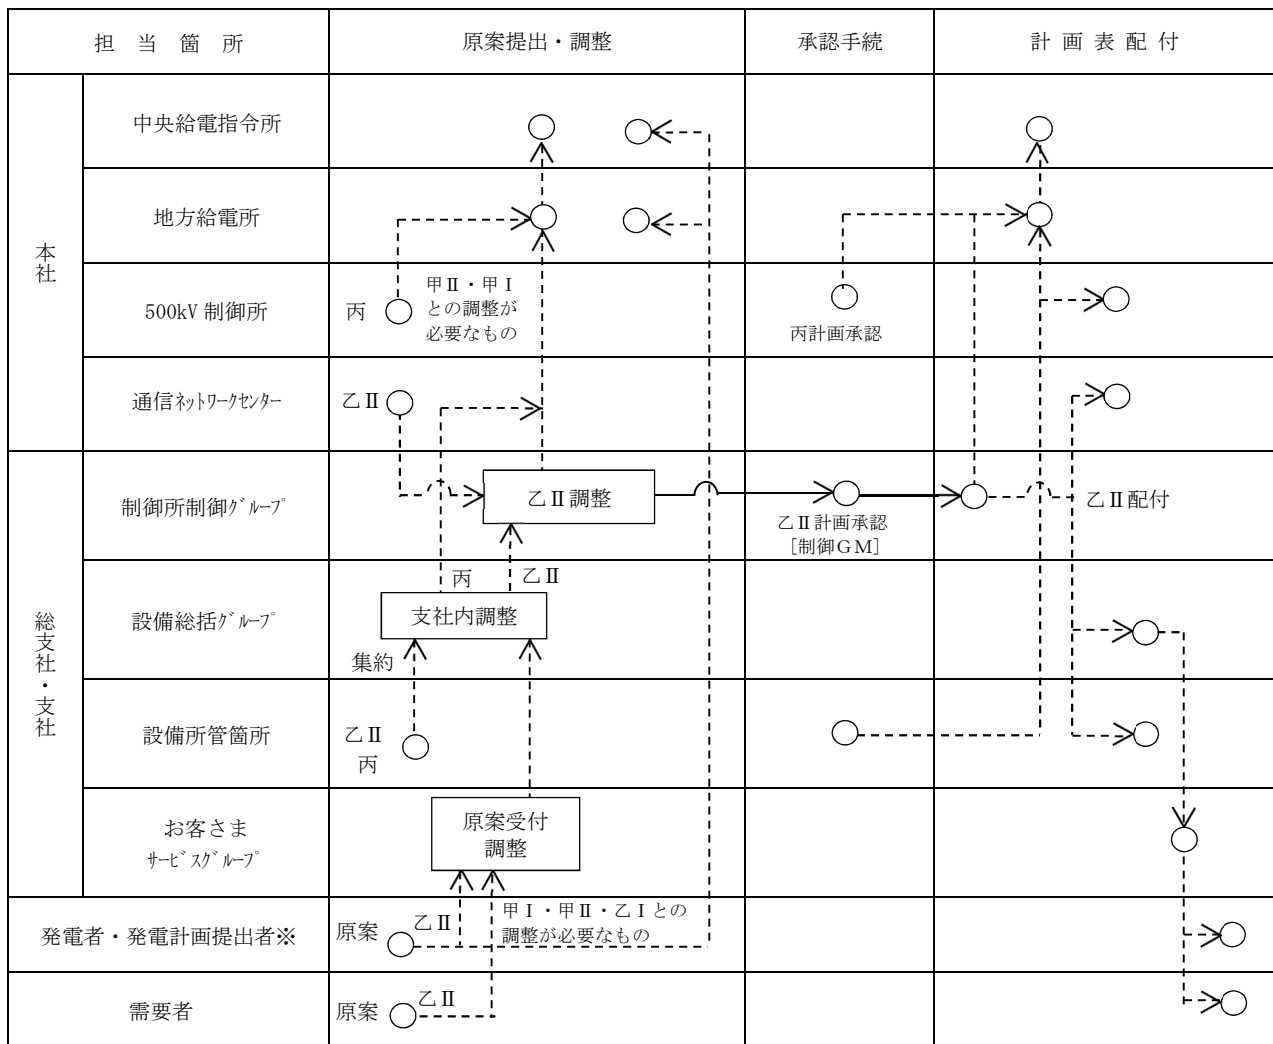 担 当 箇 所
原案提出・調整
承認手続
計 画 表 配 付
本社
中央給電指令所
地方給電所
500kV 制御所
丙
甲Ⅱ・甲Ⅰ
との調整が
必要なもの
丙計画承認
通信ﾈｯﾄﾜｰｸｾﾝﾀｰ
乙Ⅱ
総支社・支社
制御所制御ｸﾞﾙｰﾌﾟ
乙Ⅱ調整
乙Ⅱ計画承認
[制御GM]
乙Ⅱ配付
丙
乙Ⅱ
設備総括ｸﾞﾙｰﾌﾟ
支社内調整
集約
設備所管箇所
乙Ⅱ
丙
お客さま
ｻｰﾋﾞｽｸﾞﾙｰﾌﾟ
原案受付
調整
発電者・発電計画提出者※
原案
乙Ⅱ
甲Ⅰ・甲Ⅱ・乙Ⅰとの
調整が必要なもの
需要者
原案
乙Ⅱ